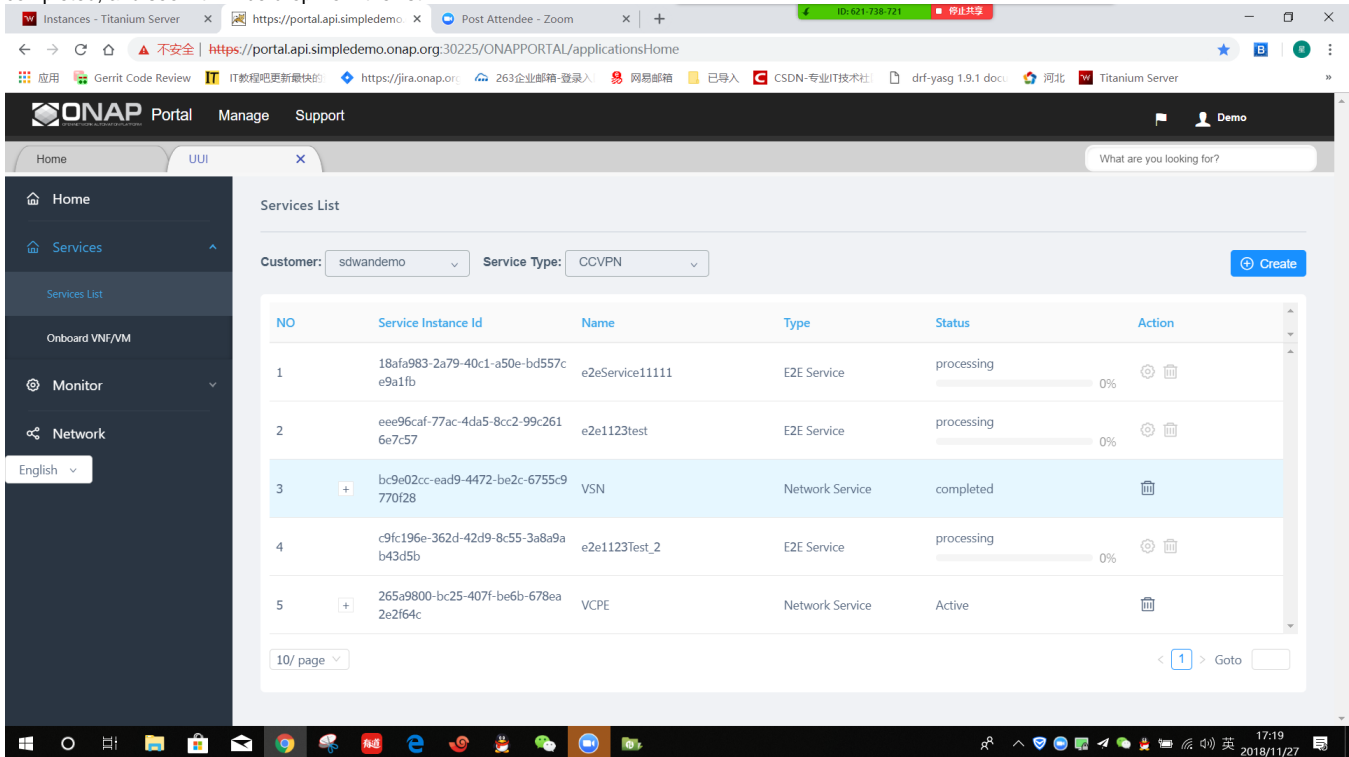 Instances - Titanium Server
https://portal.api.simpledemo.
Post Attendee - Zoom
ID: 621-738-721
停止共享
不安全 | https://portal.api.simpledemo.onap.org:30225/ONAPPORTAL/applicationsHome
B
应用
Gerrit Code Review
IT教程吧更新最快的
https://jira.onap.or
263企业邮箱-登录入
网易邮箱
已导入
CSDN-专业IT技术社
drf-yasg 1.9.1 docu
河北
Titanium Server
ONAP Portal
Manage
Support
Demo
Home
UUI
What are you looking for?
Home
Services
Services List
Onboard VNF/VM
Monitor
Network
English
Services List
Customer: sdwandemo
Service Type: CCVPN
Create
NO Service Instance Id Name Type Status Action
1 18afa983-2a79-40c1-a50e-bd557c e2eService11111 E2E Service processing
e9a1fb 0%
2 eee96caf-77ac-4da5-8cc2-99c261 e2e1123test E2E Service processing
6e7c57 0%
3 + bc9e02cc-ead9-4472-be2c-6755c9 VSN Network Service completed
770f28
4 c9fc196e-362d-42d9-8c55-3a8a9a e2e1123Test_2 E2E Service processing
b43d5b 0%
5 + 265a9800-bc25-407f-be6b-678ea VCPE Network Service Active
2e2f64c
10/ page
< 1 > Goto
有道
英
17:19
2018/11/27